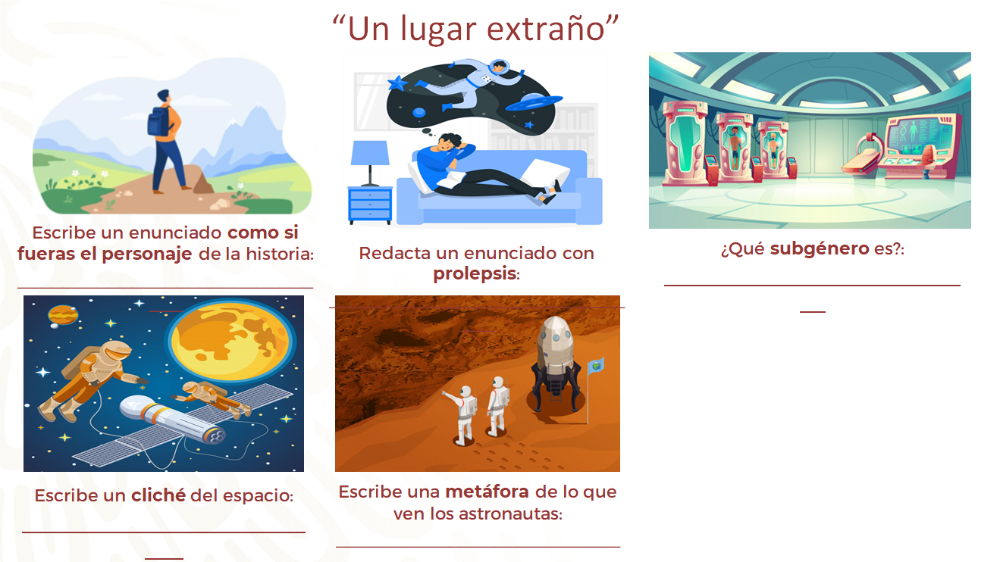 “Un lugar extraño”
Escribe un enunciado como si
fueras el personaje de la historia:
Redacta un enunciado con
prolepsis:
¿Qué subgénero es?:
Escribe un cliché del espacio:
Escribe una metáfora de lo que
ven los astronautas: